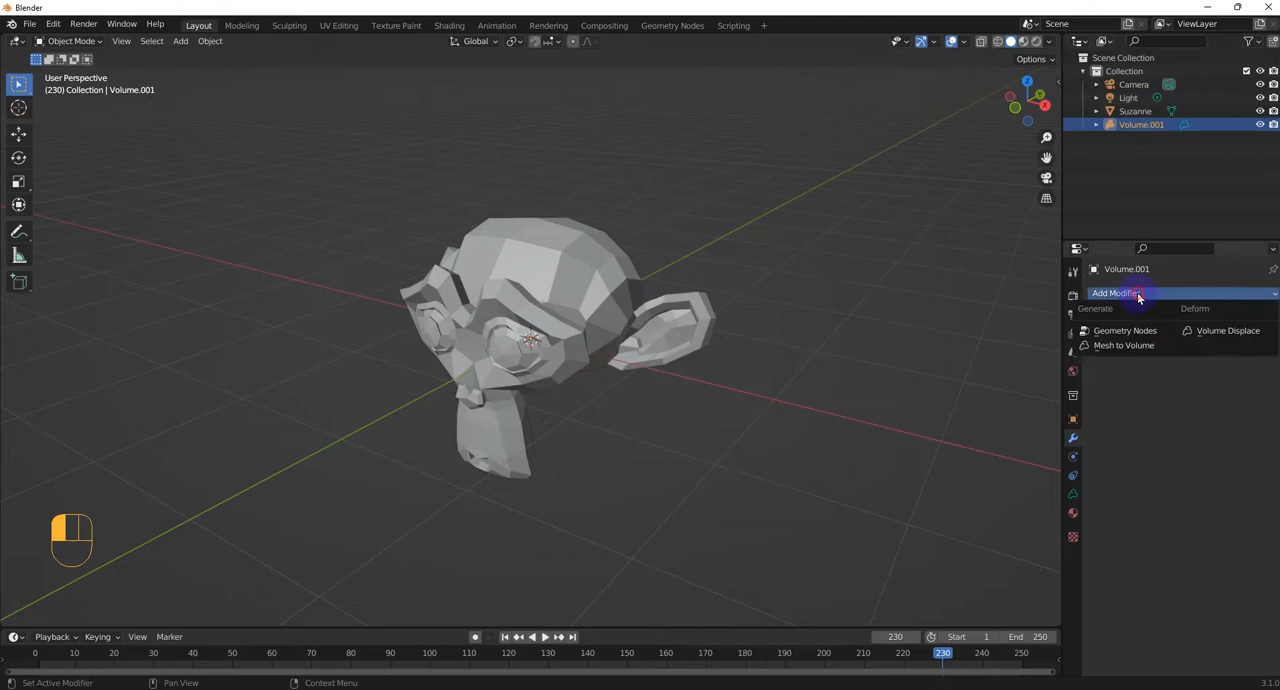 Blender
File Edit Render Window Help Layout Modeling Sculpting UV Editing Texture Paint Shading Animation Rendering Compositing Geometry Nodes Scripting + Scene ViewLayer
Object Mode View Select Add Object Global
Options
User Perspective
(230) Collection | Volume.001
Z
Y
X
Scene Collection
Collection
Camera
Light
Suzanne
Volume.001
Volume.001
Add Modifier
Generate Deform
Geometry Nodes Volume Displace
Mesh to Volume
Playback Keying View Marker 230 Start 1 End 250
0 10 20 30 40 50 60 70 80 90 100 110 120 130 140 150 160 170 180 190 200 210 220 230 240 250
Set Active Modifier Pan View Context Menu 3.1.0